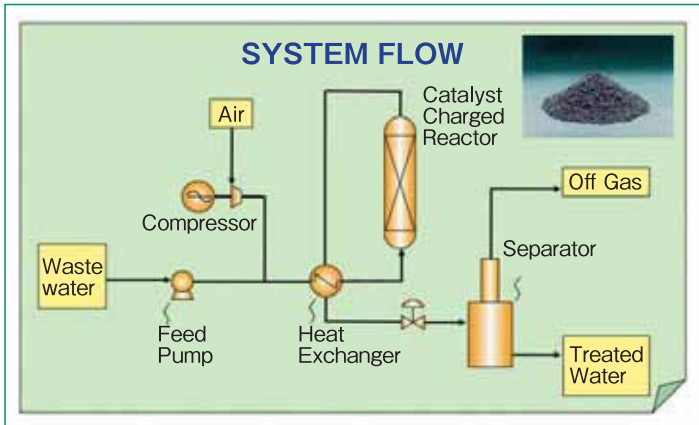 SYSTEM FLOW
Catalyst
Charged
Reactor
Air
Off Gas
Compressor
Separator
Waste
water
Feed
Pump
Heat
Exchanger
Treated
Water